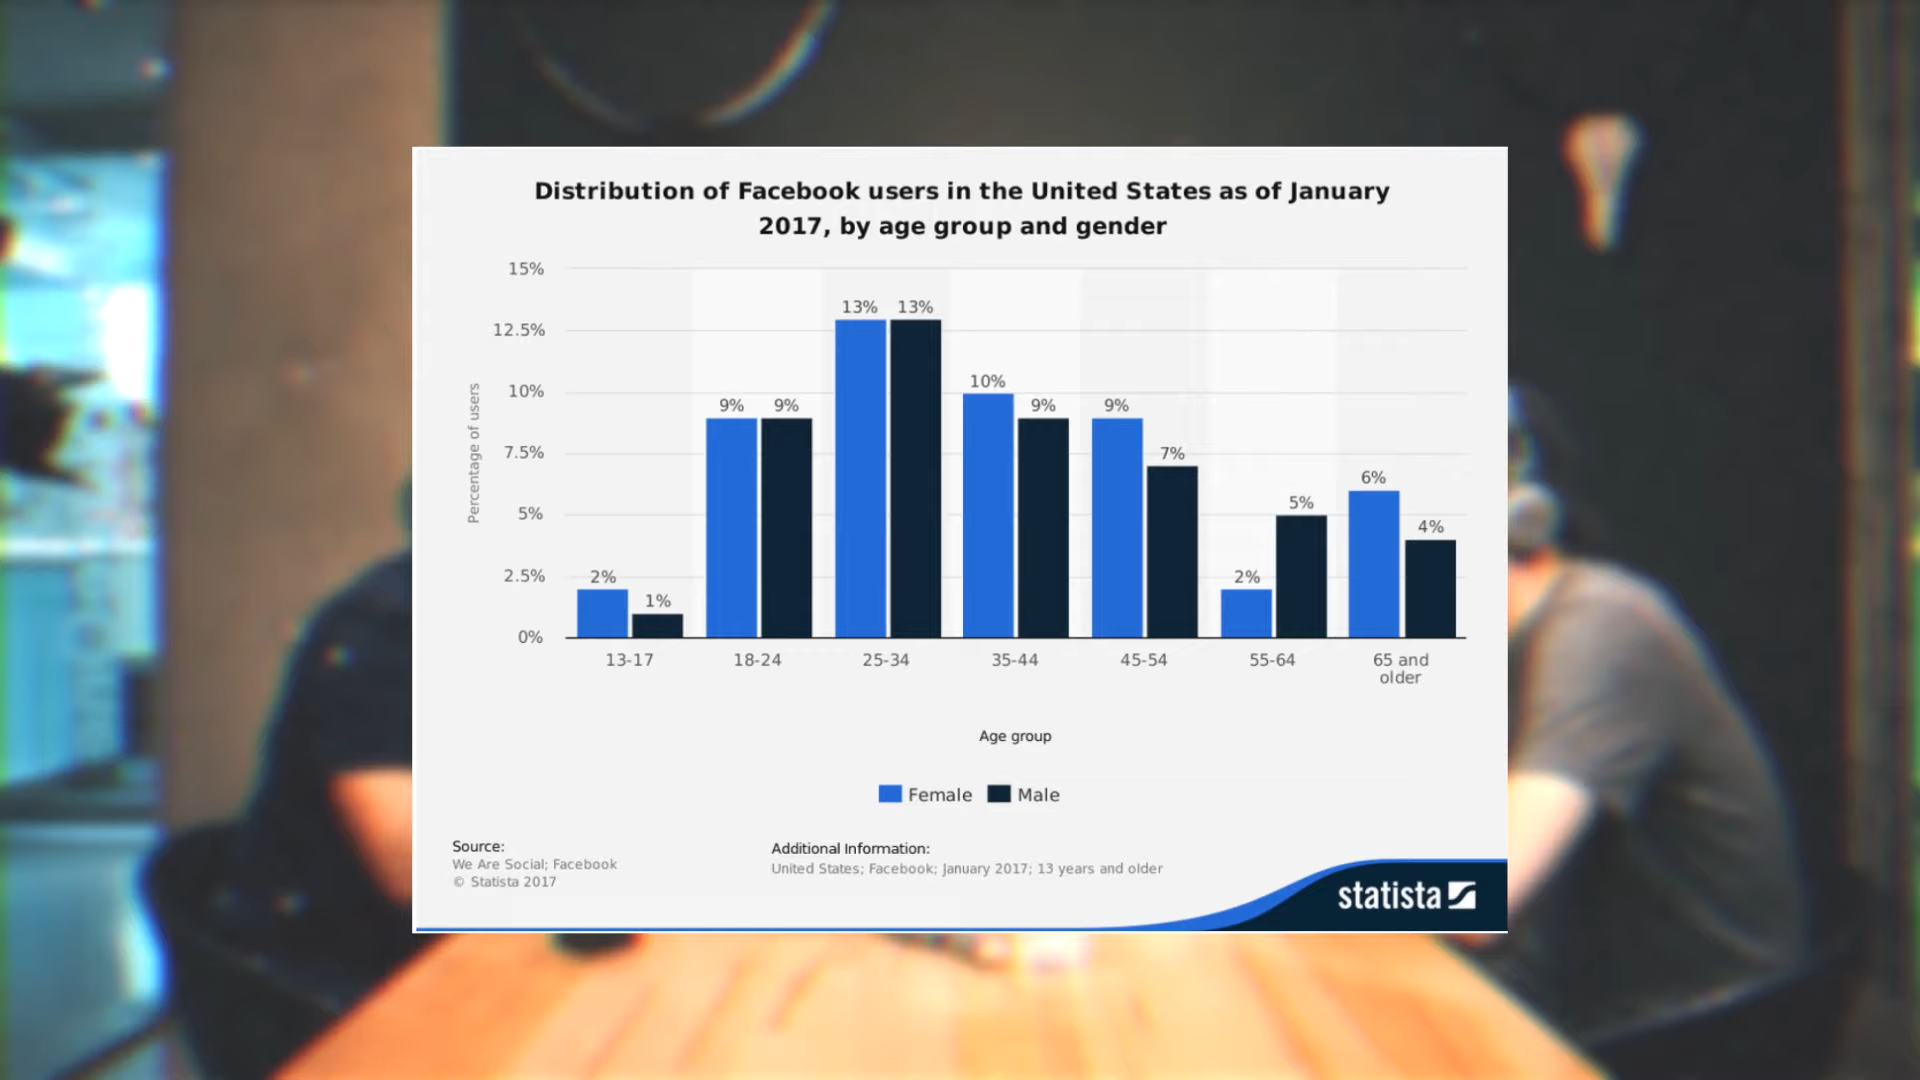 Distribution of Facebook users in the United States as of January
2017, by age group and gender
15%
12.5%
10%
7.5%
5%
2.5%
0%
Percentage of users
2%
1%
9%
9%
13%
13%
10%
9%
9%
7%
2%
5%
6%
4%
13-17
18-24
25-34
35-44
45-54
55-64
65 and
older
Age group
Female
Male
Source:
We Are Social; Facebook
© Statista 2017
Additional Information:
United States; Facebook; January 2017; 13 years and older
statista